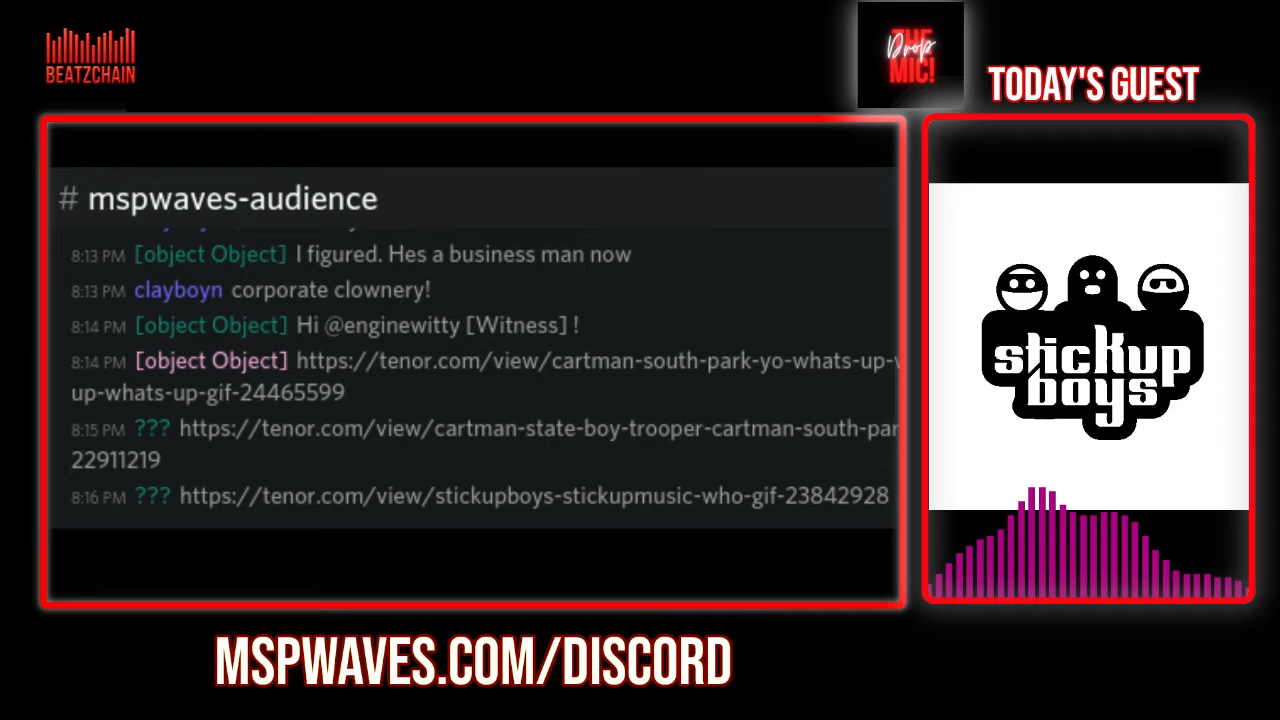 BEATZCHAIN
THE
Drop
MIC!
TODAY'S GUEST
# mspwaves-audience
8:13 PM [object Object] I figured. Hes a business man now
8:13 PM clayboyn corporate clownery!
8:14 PM [object Object] Hi @enginewitty [Witness] !
8:14 PM [object Object] https://tenor.com/view/cartman-south-park-yo-whats-up-
up-whats-up-gif-24465599
8:15 PM ??? https://tenor.com/view/cartman-state-boy-trooper-cartman-south-par
22911219
8:16 PM ??? https://tenor.com/view/stickupboys-stickupmusic-who-gif-23842928
stickup
boys
MSPWAVES.COM/DISCORD